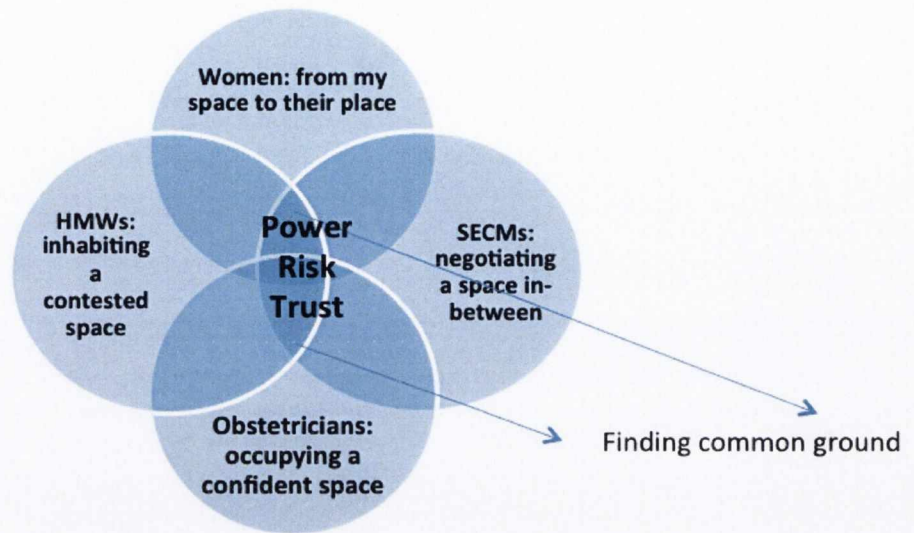 Women: from my
space to their place
HMWs:
inhabiting
a
contested
space
Power
Risk
Trust
SECMs:
negotiating
a space in-
between
Obstetricians:
occupying a
confident space
Finding common ground